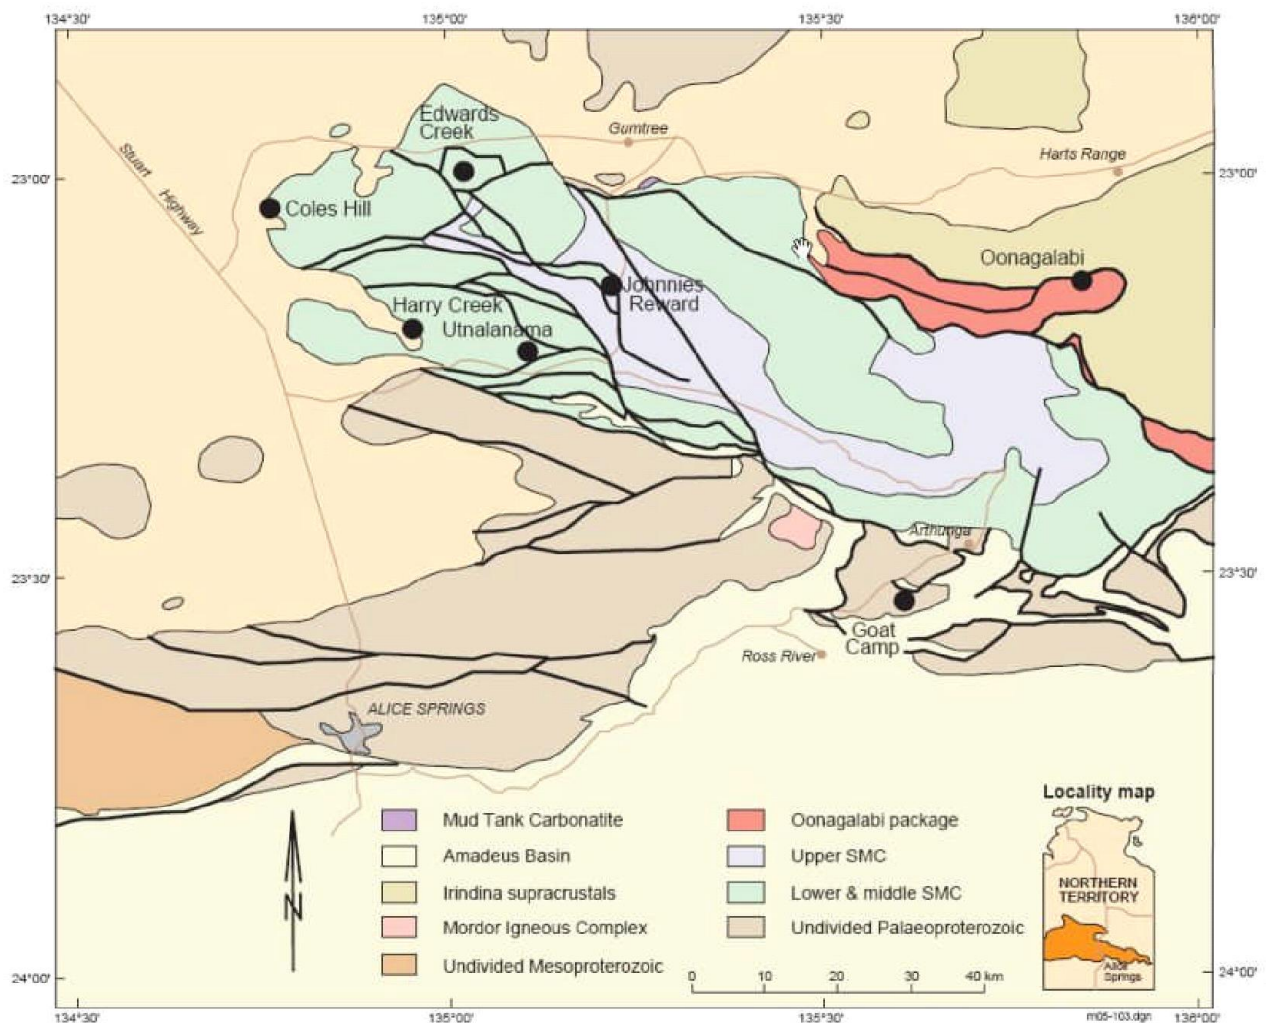 134°30'
135°00'
135°30'
136°00'
Edwards
Creek
Gumtree
Harts Range
Stuart
Highway
23°00'
23°00'
Coles Hill
Oonagalabi
Johnnies
Reward
Harry Creek
Utnalanama
Arthunga
23°30'
23°30'
Goat
Camp
Ross River
ALICE SPRINGS
Mud Tank Carbonatite
Amadeus Basin
Irindina supracrustals
Mordor Igneous Complex
Undivided Mesoproterozoic
Oonagalabi package
Upper SMC
Lower & middle SMC
Undivided Palaeoproterozoic
N
0 10 20 30 40 km
Locality map
NORTHERN
TERRITORY
Alice
Springs
24°00'
24°00'
134°30'
135°00'
135°30'
136°00'
m05-103.dgn